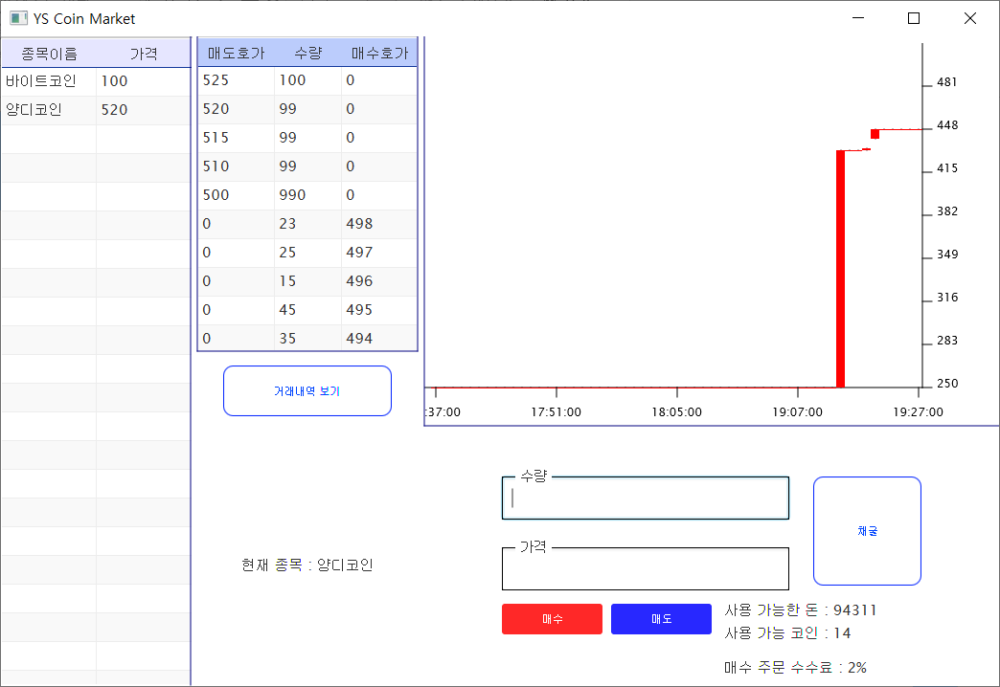 YS Coin Market
종목이름 가격
바이트코인 100
양디코인 520
매도호가 수량 매수호가
525 100 0
520 99 0
515 99 0
510 99 0
500 990 0
0 23 498
0 25 497
0 15 496
0 45 495
0 35 494
거래내역 보기
481
448
415
382
349
316
283
250
:37:00 17:51:00 18:05:00 19:07:00 19:27:00
수량
채굴
가격
현재 종목 : 양디코인
매수 매도
사용 가능한 돈 : 94311
사용 가능 코인 : 14
매수 주문 수수료 : 2%